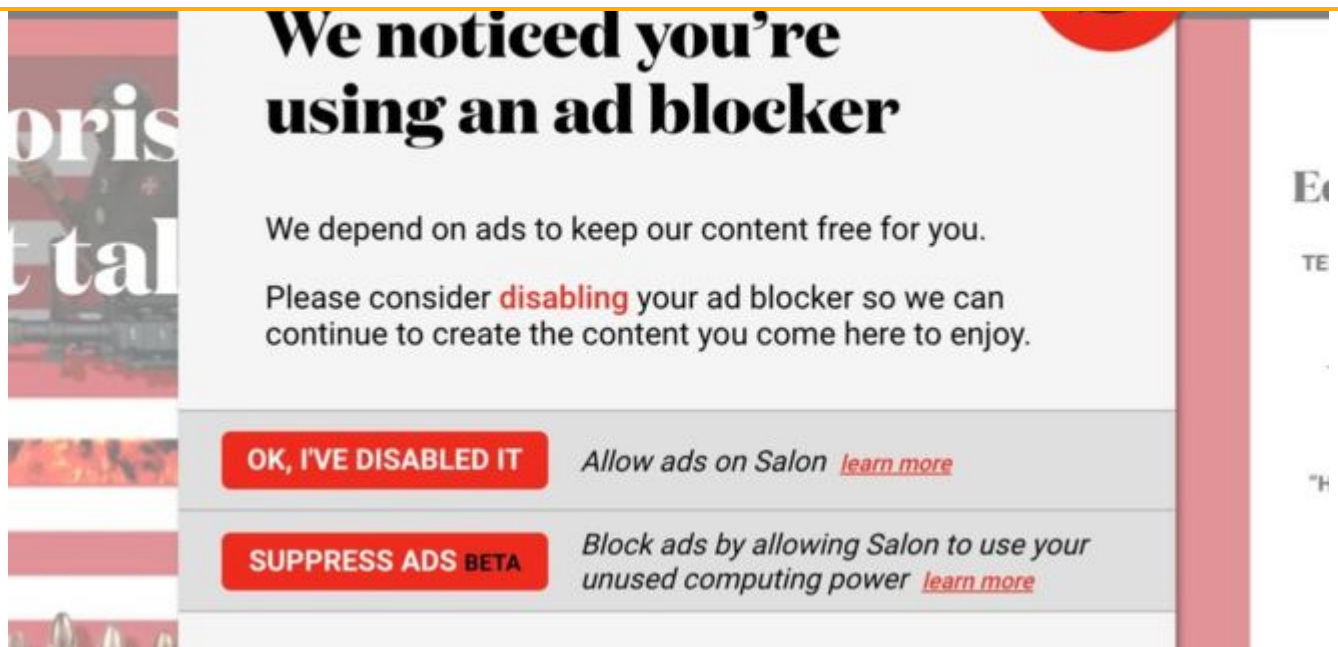 We noticed you're
using an ad blocker
We depend on ads to keep our content free for you.
Please consider disabling your ad blocker so we can
continue to create the content you come here to enjoy.
OK, I'VE DISABLED IT
Allow ads on Salon learn more
SUPPRESS ADS BETA
Block ads by allowing Salon to use your
unused computing power learn more